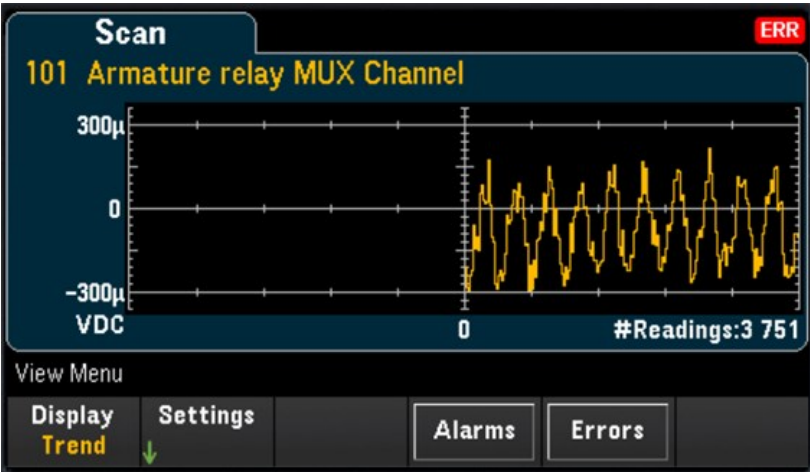 Scan
ERR
101 Armature relay MUX Channel
300µ
0
-300µ
VDC
0
#Readings:3 751
View Menu
Display
Trend
Settings
Alarms
Errors